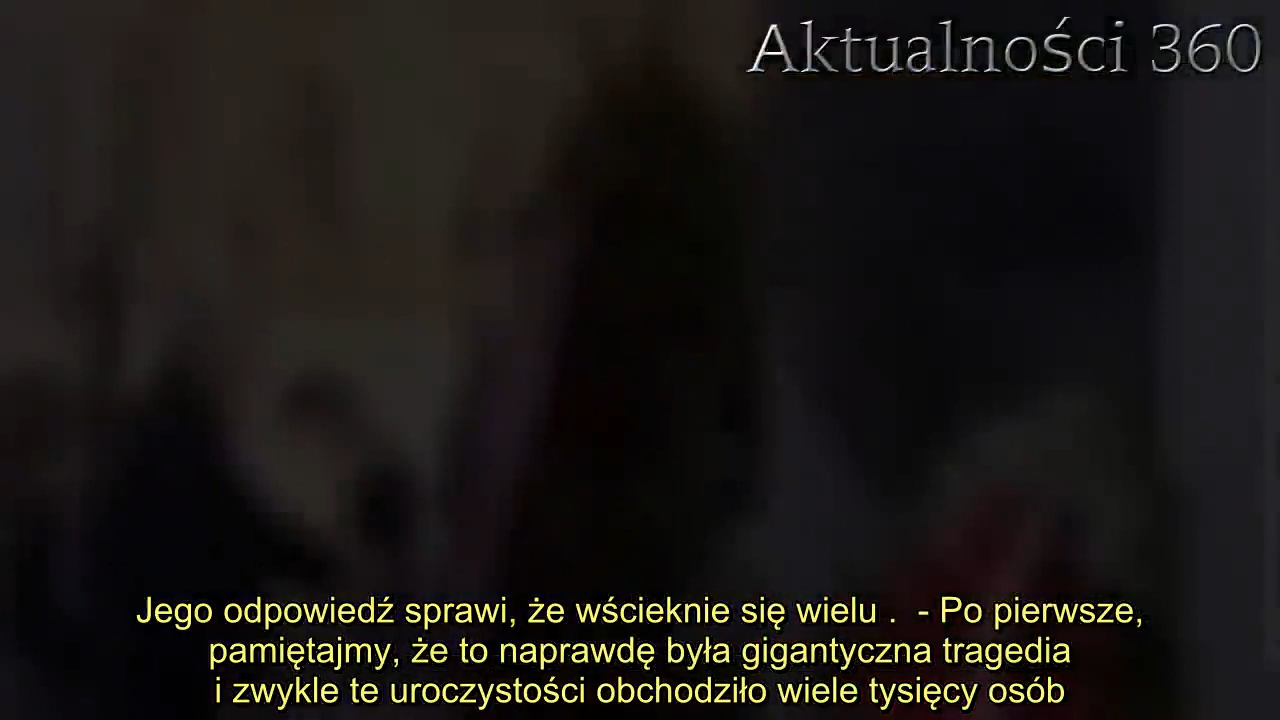 Aktualności 360
Jego odpowiedź sprawi, że wścieknie się wielu .  - Po pierwsze,
pamiętajmy, że to naprawdę była gigantyczna tragedia
i zwykle te uroczystości obchodziło wiele tysięcy osób